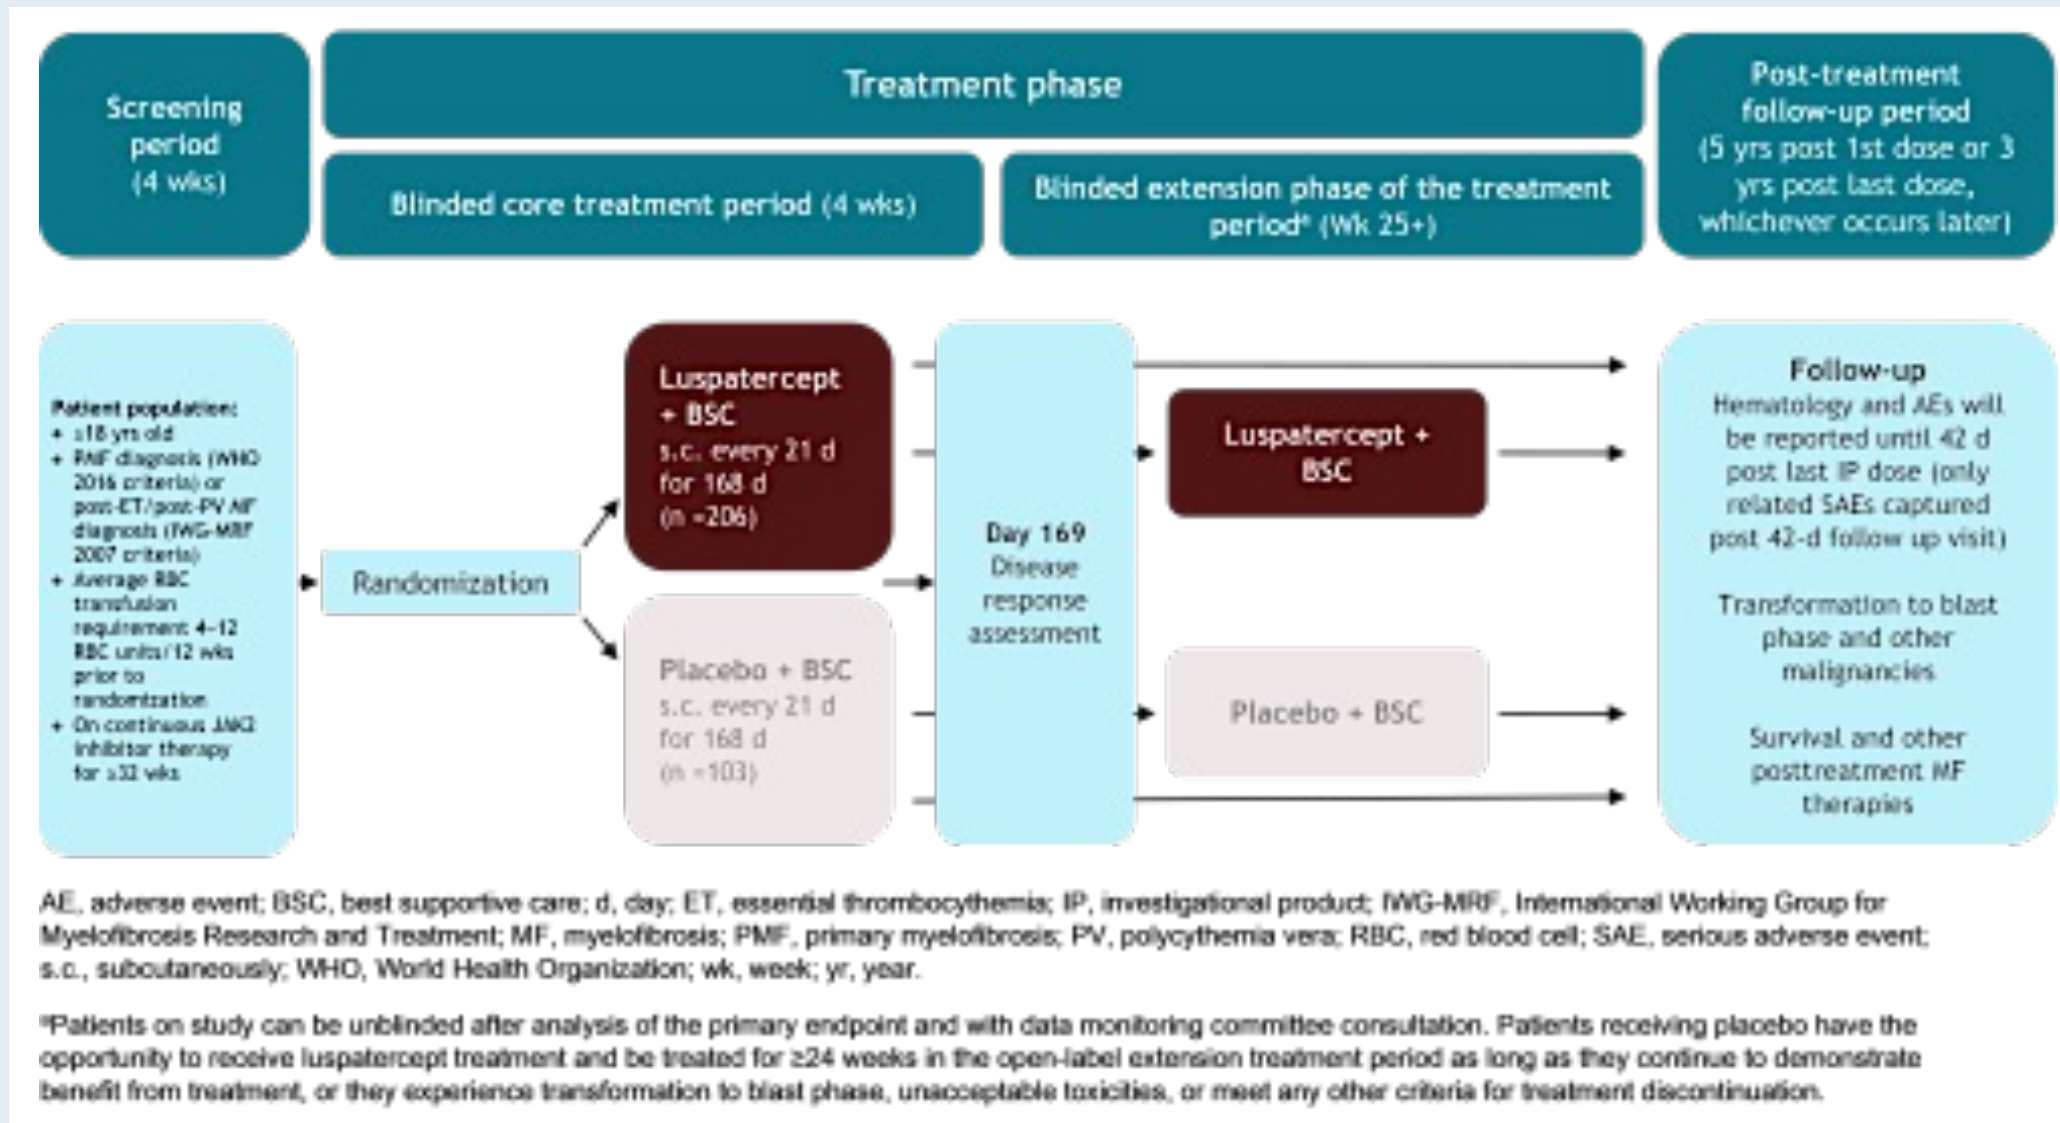 Screening
period
(4 wks)
Treatment phase
Blinded core treatment period (4 wks)
Blinded extension phase of the treatment
period* (Wk 25+)
Post-treatment
follow-up period
(5 yrs post 1st dose or 3
yrs post last dose,
whichever occurs later)
Patient population:
+ ≥18 yrs old
+ PMF diagnosis (WHO
2016 criteria) or
post-ET/post-PV MF
diagnosis (IWG-MRF
2007 criteria)
+ Average RBC
transfusion
requirement 4–12
RBC units/12 wks
prior to
randomization
+ On continuous JAK2
inhibitor therapy
for ≥32 wks
Randomization
Luspatercept
+ BSC
s.c. every 21 d
for 168 d
(n =206)
Placebo + BSC
s.c. every 21 d
for 168 d
(n =103)
Day 169
Disease
response
assessment
Luspatercept +
BSC
Placebo + BSC
Follow-up
Hematology and AEs will
be reported until 42 d
post last IP dose (only
related SAEs captured
post 42-d follow up visit)
Transformation to blast
phase and other
malignancies
Survival and other
posttreatment MF
therapies
AE, adverse event; BSC, best supportive care; d, day; ET, essential thrombocythemia; IP, investigational product; IWG-MRF, International Working Group for
Myelofibrosis Research and Treatment; MF, myelofibrosis; PMF, primary myelofibrosis; PV, polycythemia vera; RBC, red blood cell; SAE, serious adverse event;
s.c., subcutaneously; WHO, World Health Organization; wk, week; yr, year.
*Patients on study can be unblinded after analysis of the primary endpoint and with data monitoring committee consultation. Patients receiving placebo have the
opportunity to receive luspatercept treatment and be treated for ≥24 weeks in the open-label extension treatment period as long as they continue to demonstrate
benefit from treatment, or they experience transformation to blast phase, unacceptable toxicities, or meet any other criteria for treatment discontinuation.